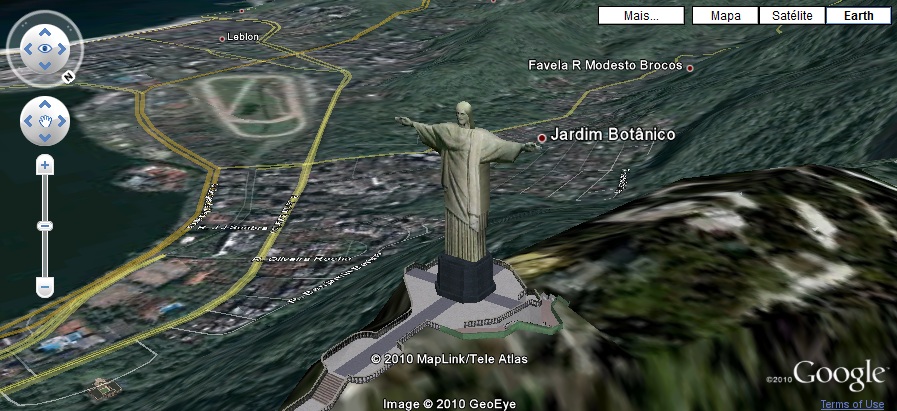 Mais...
Mapa
Satélite
Earth
Leblon
Favela R Modesto Brocos
N
Jardim Botânico
© 2010 MapLink/Tele Atlas
©2010 Google
Image © 2010 GeoEye
Terms of Use